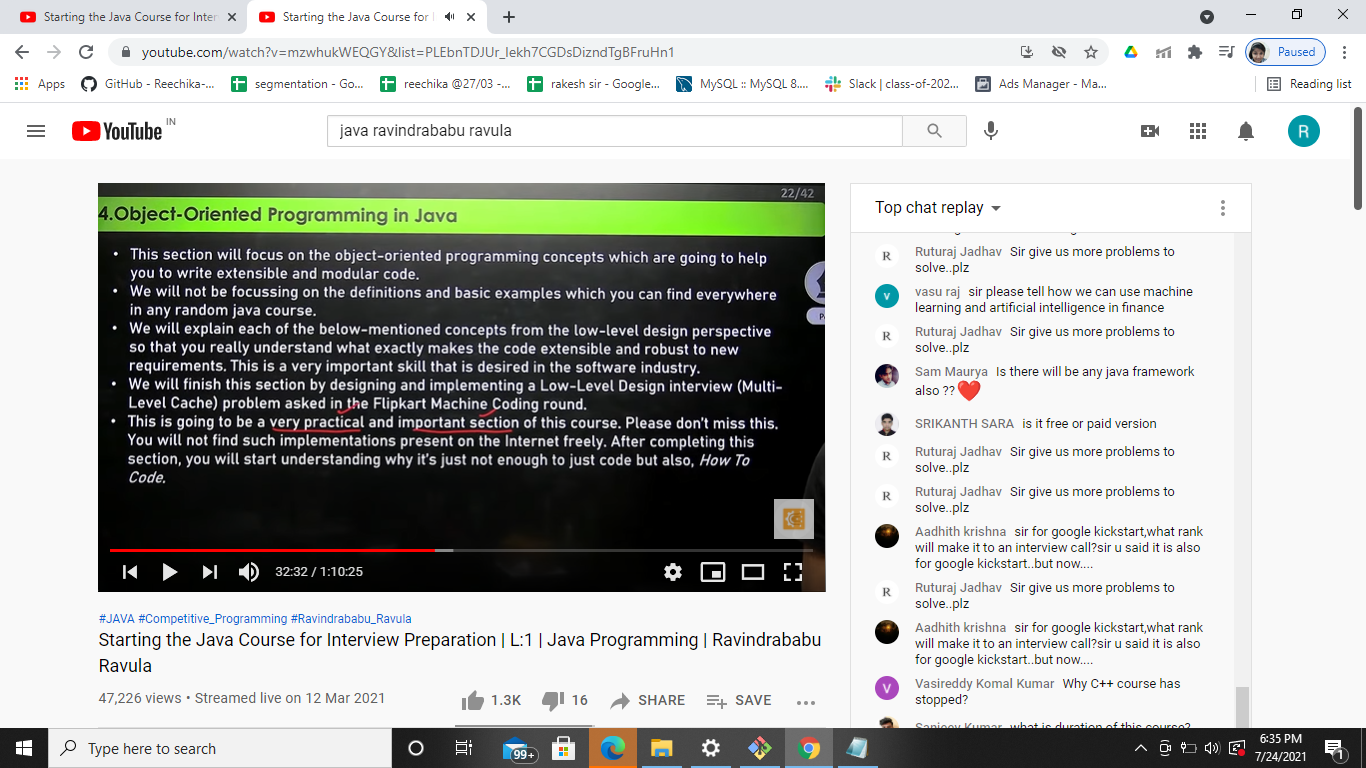 Starting the Java Course for Inter
Starting the Java Course for I
youtube.com/watch?v=mzwhukWEQGY&list=PLEbnTDJUr_Iekh7CGDsDizndTgBFruHn1
Paused
Apps
GitHub - Reechika-...
segmentation - Go...
reechika @27/03 -...
rakesh sir - Google...
MySQL :: MySQL 8....
Slack | class-of-202...
Ads Manager - Ma...
Reading list
YouTube IN
java ravindrababu ravula
R
22/42
4.Object-Oriented Programming in Java
• This section will focus on the object-oriented programming concepts which are going to help
you to write extensible and modular code.
• We will not be focussing on the definitions and basic examples which you can find everywhere
in any random java course.
• We will explain each of the below-mentioned concepts from the low-level design perspective
so that you really understand what exactly makes the code extensible and robust to new
requirements. This is a very important skill that is desired in the software industry.
• We will finish this section by designing and implementing a Low-Level Design interview (Multi-
Level Cache) problem asked in the Flipkart Machine Coding round.
• This is going to be a very practical and important section of this course. Please don't miss this.
You will not find such implementations present on the Internet freely. After completing this
section, you will start understanding why it's just not enough to just code but also, How To
Code.
32:32 / 1:10:25
#JAVA #Competitive_Programming #Ravindrababu_Ravula
Starting the Java Course for Interview Preparation | L:1 | Java Programming | Ravindrababu
Ravula
47,226 views • Streamed live on 12 Mar 2021
1.3K
16
SHARE
SAVE
Top chat replay
R Ruturaj Jadhav Sir give us more problems to
solve..plz
v vasu raj sir please tell how we can use machine
learning and artificial intelligence in finance
R Ruturaj Jadhav Sir give us more problems to
solve..plz
Sam Maurya Is there will be any java framework
also ??❤️
SRIKANTH SARA is it free or paid version
R Ruturaj Jadhav Sir give us more problems to
solve..plz
R Ruturaj Jadhav Sir give us more problems to
solve..plz
Aadhith krishna sir for google kickstart,what rank
will make it to an interview call?sir u said it is also
for google kickstart..but now....
R Ruturaj Jadhav Sir give us more problems to
solve..plz
Aadhith krishna sir for google kickstart,what rank
will make it to an interview call?sir u said it is also
for google kickstart..but now....
V Vasireddy Komal Kumar Why C++ course has
stopped?
Sanjeev Kumar what is duration of this course?
Type here to search
99+
6:35 PM
7/24/2021
1